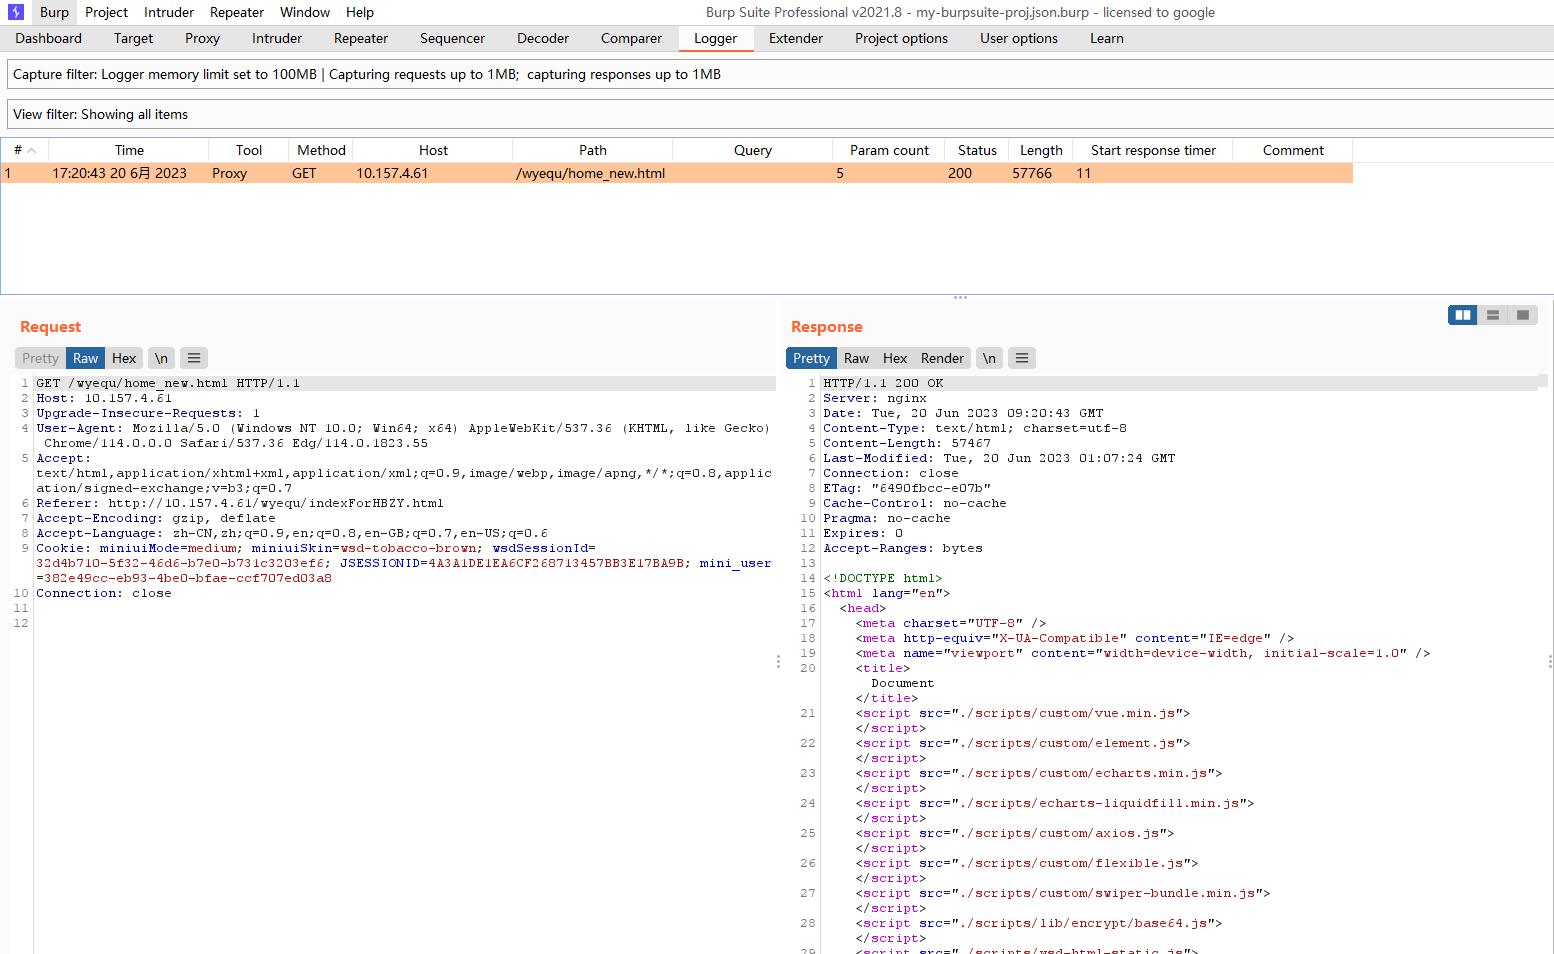 Burp Project Intruder Repeater Window Help Burp Suite Professional v2021.8 - my-burpsuite-proj.json.burp - licensed to google
Dashboard Target Proxy Intruder Repeater Sequencer Decoder Comparer Logger Extender Project options User options Learn
Capture filter: Logger memory limit set to 100MB | Capturing requests up to 1MB; capturing responses up to 1MB
View filter: Showing all items
# Time Tool Method Host Path Query Param count Status Length Start response timer Comment
1 17:20:43 20 6月 2023 Proxy GET 10.157.4.61 /wyequ/home_new.html 5 200 57766 11
Request
Pretty Raw Hex \n
1 GET /wyequ/home_new.html HTTP/1.1
2 Host: 10.157.4.61
3 Upgrade-Insecure-Requests: 1
4 User-Agent: Mozilla/5.0 (Windows NT 10.0; Win64; x64) AppleWebKit/537.36 (KHTML, like Gecko)
Chrome/114.0.0.0 Safari/537.36 Edg/114.0.1823.55
5 Accept:
text/html,application/xhtml+xml,application/xml;q=0.9,image/webp,image/apng,*/*;q=0.8,applic
ation/signed-exchange;v=b3;q=0.7
6 Referer: http://10.157.4.61/wyequ/indexForHBZY.html
7 Accept-Encoding: gzip, deflate
8 Accept-Language: zh-CN,zh;q=0.9,en;q=0.8,en-GB;q=0.7,en-US;q=0.6
9 Cookie: miniuiMode=medium; miniuiSkin=wsd-tobacco-brown; wsdSessionId=
32d4b710-5f32-46d6-b7e0-b731c3203ef6; JSESSIONID=4A3A1DE1EA6CF268713457BB3E17BA9B; mini_user
=382e49cc-eb93-4be0-bfae-ccf707ed03a8
10 Connection: close
11
12
Response
Pretty Raw Hex Render \n
1 HTTP/1.1 200 OK
2 Server: nginx
3 Date: Tue, 20 Jun 2023 09:20:43 GMT
4 Content-Type: text/html; charset=utf-8
5 Content-Length: 57467
6 Last-Modified: Tue, 20 Jun 2023 01:07:24 GMT
7 Connection: close
8 ETag: "6490fbcc-e07b"
9 Cache-Control: no-cache
10 Pragma: no-cache
11 Expires: 0
12 Accept-Ranges: bytes
13
14 <!DOCTYPE html>
15 <html lang="en">
16 <head>
17 <meta charset="UTF-8" />
18 <meta http-equiv="X-UA-Compatible" content="IE=edge" />
19 <meta name="viewport" content="width=device-width, initial-scale=1.0" />
20 <title>
Document
</title>
21 <script src="./scripts/custom/vue.min.js">
</script>
22 <script src="./scripts/custom/element.js">
</script>
23 <script src="./scripts/custom/echarts.min.js">
</script>
24 <script src="./scripts/echarts-liquidfill.min.js">
</script>
25 <script src="./scripts/custom/axios.js">
</script>
26 <script src="./scripts/custom/flexible.js">
</script>
27 <script src="./scripts/custom/swiper-bundle.min.js">
</script>
28 <script src="./scripts/lib/encrypt/base64.js">
</script>
29 <script src="./scripts/wsd-html-static.js">